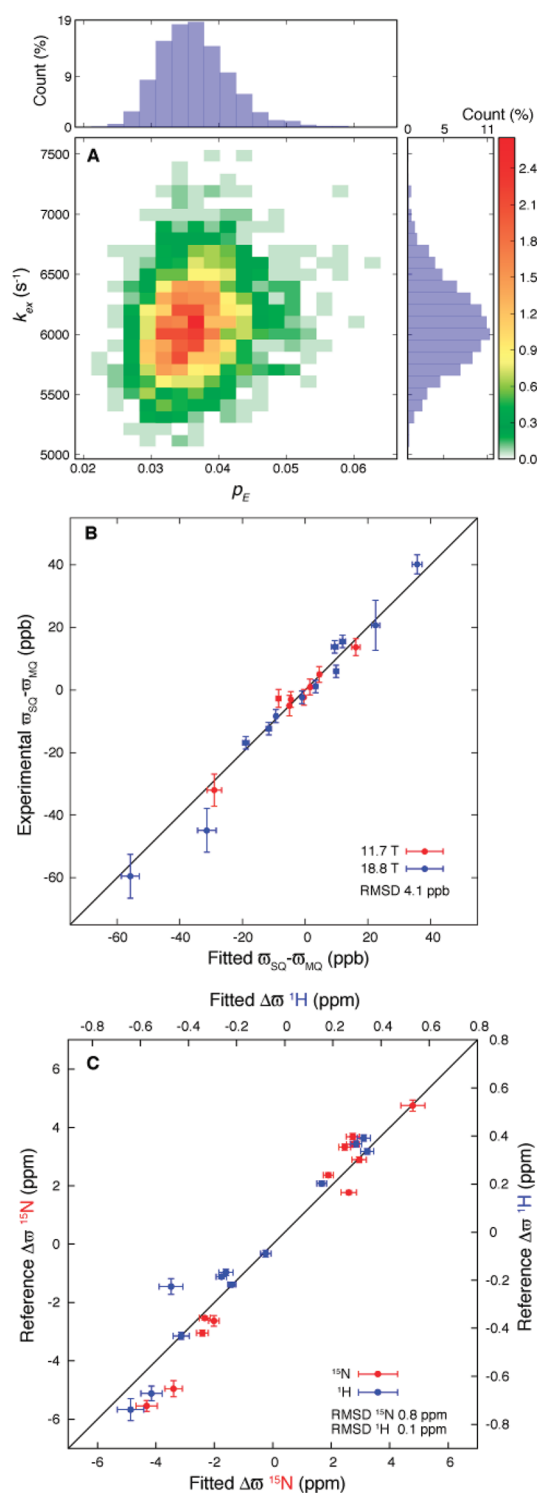 19
9
0
Count (%)
Count (%)
0 5 11
A
7500
7000
6500
6000
5500
5000
k_ex (s⁻¹)
0.02 0.03 0.04 0.05 0.06
p_E
2.4
2.1
1.8
1.5
1.2
0.9
0.6
0.3
0.0
B
40
20
0
-20
-40
-60
Experimental ϖ_SQ-ϖ_MQ (ppb)
11.7 T
18.8 T
RMSD 4.1 ppb
-60 -40 -20 0 20 40
Fitted ϖ_SQ-ϖ_MQ (ppb)
Fitted Δϖ ¹H (ppm)
-0.8 -0.6 -0.4 -0.2 0 0.2 0.4 0.6 0.8
C
6
4
2
0
-2
-4
-6
Reference Δϖ ¹⁵N (ppm)
0.8
0.6
0.4
0.2
0
-0.2
-0.4
-0.6
-0.8
Reference Δϖ ¹H (ppm)
¹⁵N
¹H
RMSD ¹⁵N 0.8 ppm
RMSD ¹H 0.1 ppm
-6 -4 -2 0 2 4 6
Fitted Δϖ ¹⁵N (ppm)